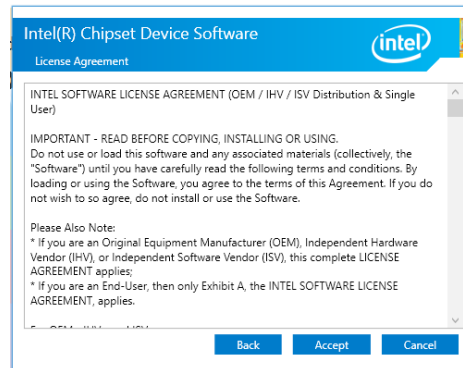 Intel(R) Chipset Device Software
License Agreement
intel
INTEL SOFTWARE LICENSE AGREEMENT (OEM / IHV / ISV Distribution & Single
User)
IMPORTANT - READ BEFORE COPYING, INSTALLING OR USING.
Do not use or load this software and any associated materials (collectively, the
"Software") until you have carefully read the following terms and conditions. By
loading or using the Software, you agree to the terms of this Agreement. If you do
not wish to so agree, do not install or use the Software.
Please Also Note:
* If you are an Original Equipment Manufacturer (OEM), Independent Hardware
Vendor (IHV), or Independent Software Vendor (ISV), this complete LICENSE
AGREEMENT applies;
* If you are an End-User, then only Exhibit A, the INTEL SOFTWARE LICENSE
AGREEMENT, applies.
Back Accept Cancel